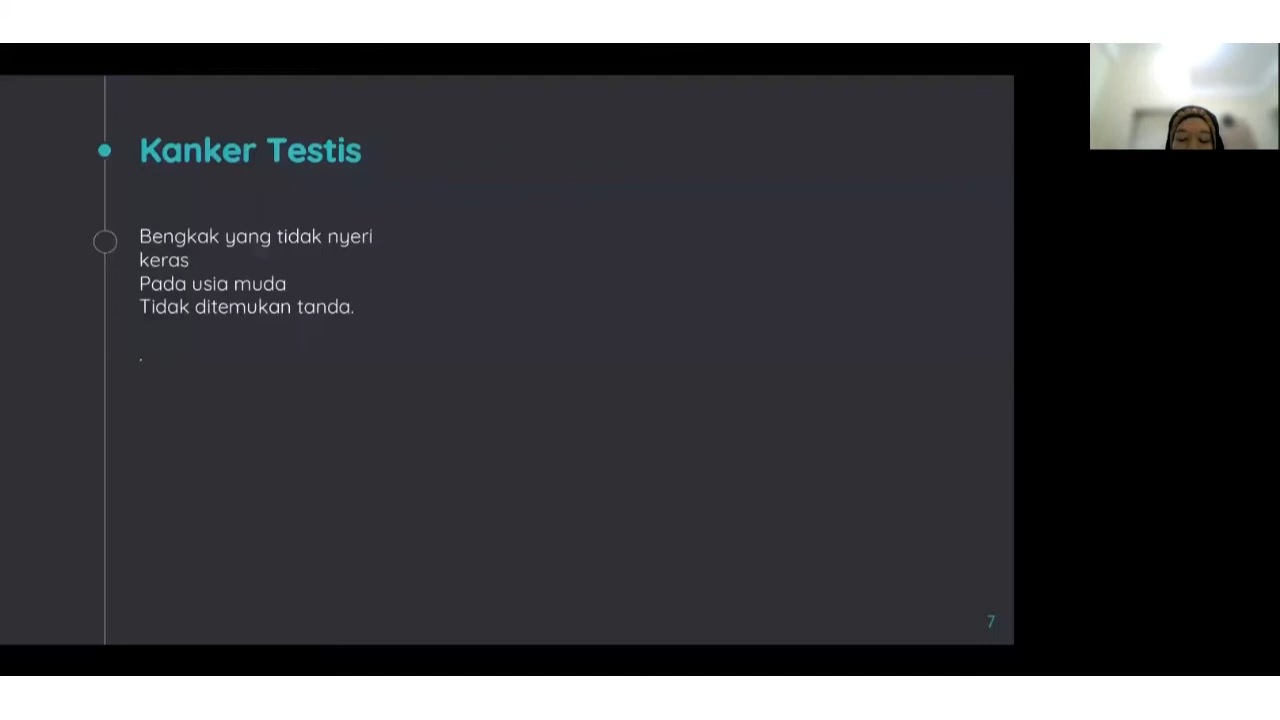 Kanker Testis
Bengkak yang tidak nyeri
keras
Pada usia muda
Tidak ditemukan tanda.
.
7